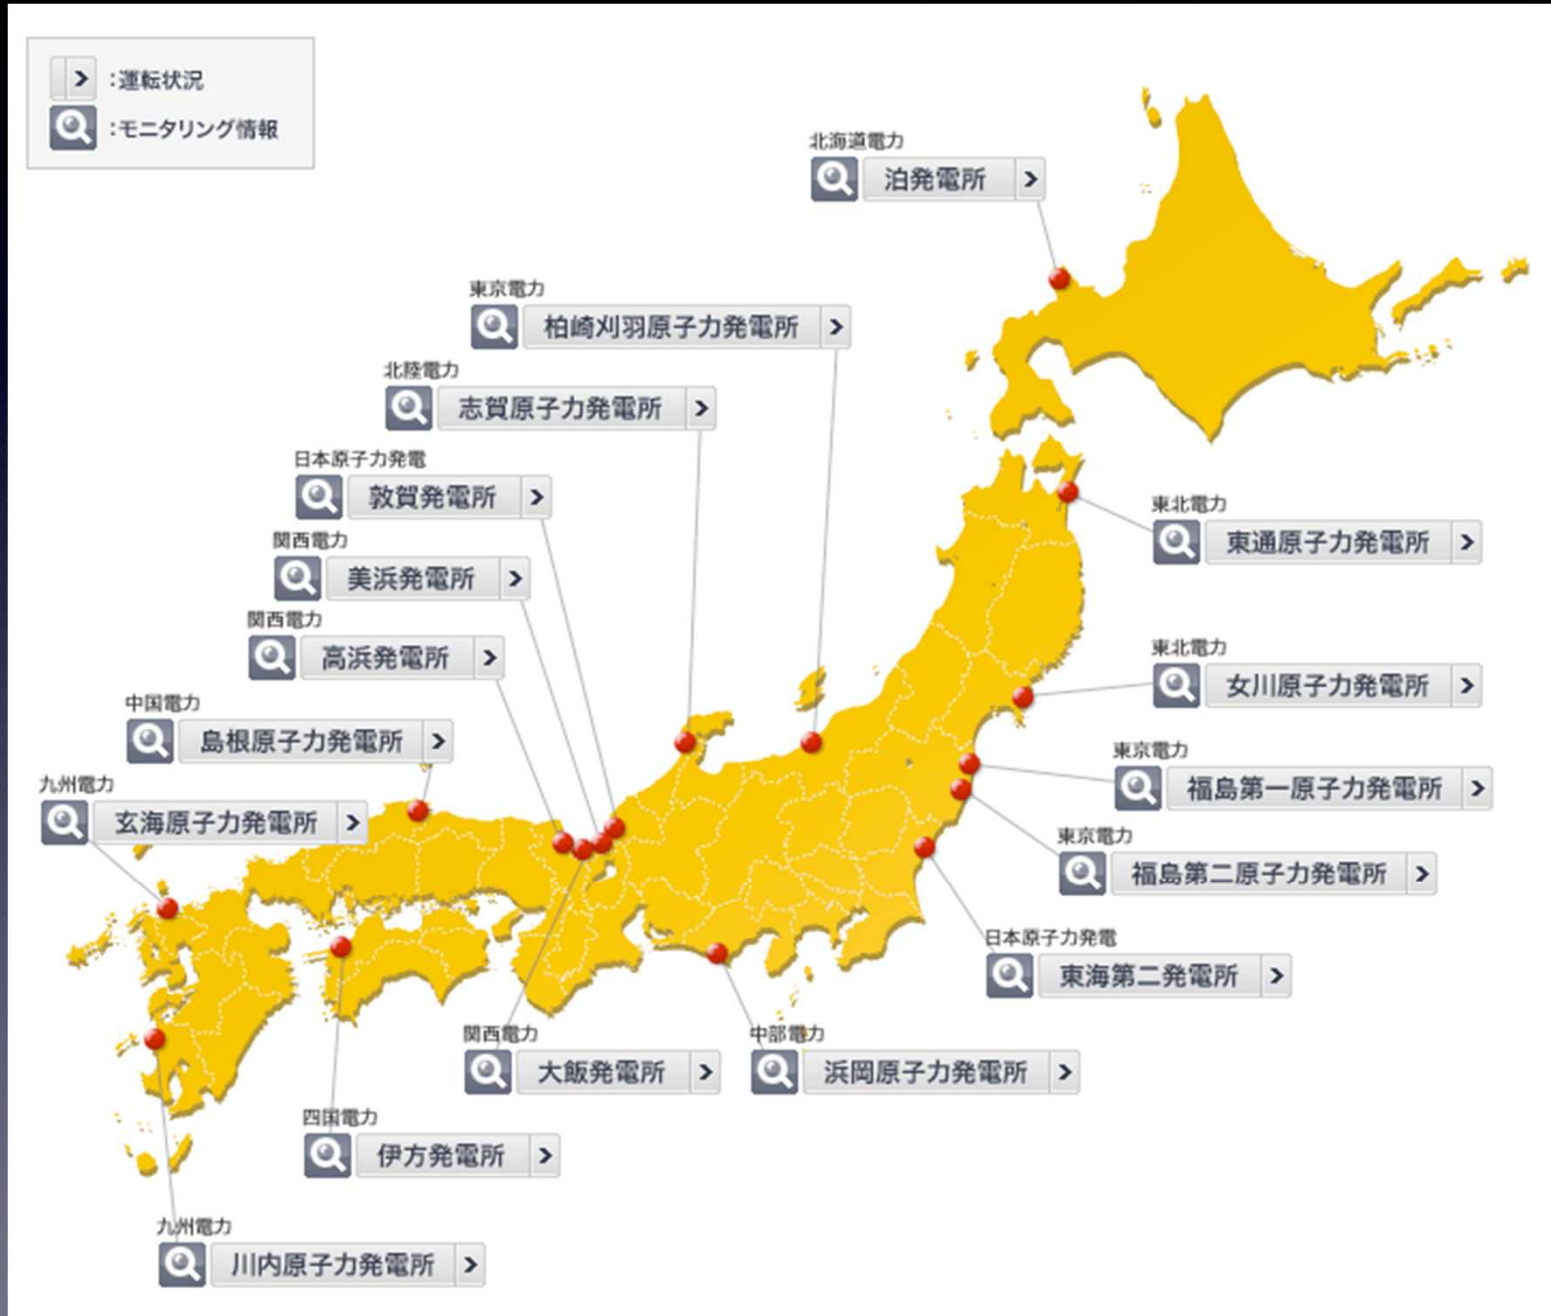 :運転状況
:モニタリング情報
北海道電力
泊発電所
東京電力
柏崎刈羽原子力発電所
北陸電力
志賀原子力発電所
日本原子力発電
敦賀発電所
関西電力
美浜発電所
関西電力
高浜発電所
中国電力
島根原子力発電所
九州電力
玄海原子力発電所
東北電力
東通原子力発電所
東北電力
女川原子力発電所
東京電力
福島第一原子力発電所
東京電力
福島第二原子力発電所
日本原子力発電
東海第二発電所
関西電力
大飯発電所
中部電力
浜岡原子力発電所
四国電力
伊方発電所
九州電力
川内原子力発電所